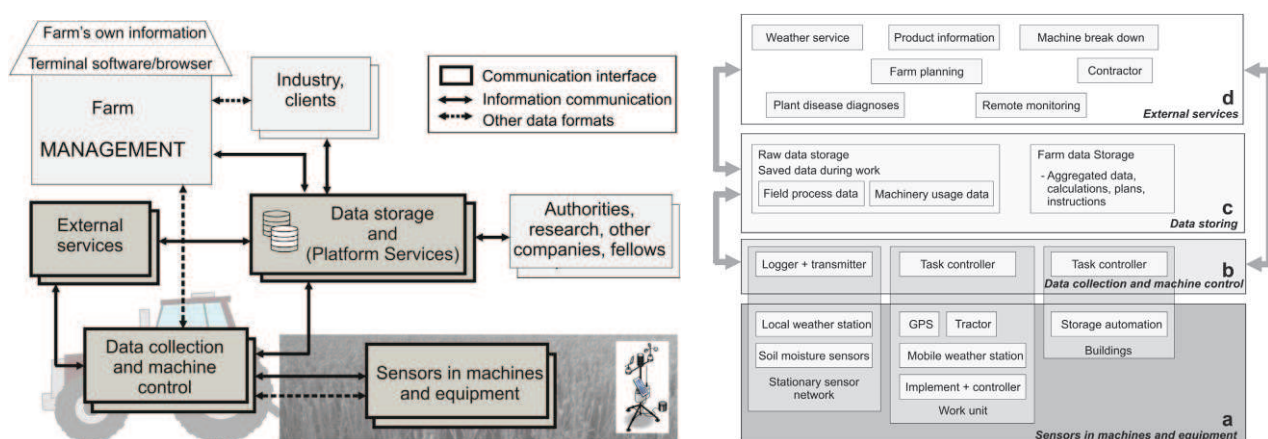 Farm's own information
Terminal software/browser
Farm
MANAGEMENT
Industry,
clients
Communication interface
Information communication
Other data formats
External
services
Data storage
and
(Platform Services)
Authorities,
research, other
companies, fellows
Data collection
and machine
control
Sensors in machines
and equipment
Weather service
Product information
Machine break down
Farm planning
Contractor
Plant disease diagnoses
Remote monitoring
d
External services
Raw data storage
Saved data during work
Field process data
Machinery usage data
Farm data Storage
- Aggregated data,
calculations, plans,
instructions
c
Data storing
Logger + transmitter
Task controller
Task controller
b
Data collection and machine control
Local weather station
GPS
Tractor
Storage automation
Soil moisture sensors
Mobile weather station
Buildings
Stationary sensor
network
Implement + controller
Work unit
a
Sensors in machines and equipment